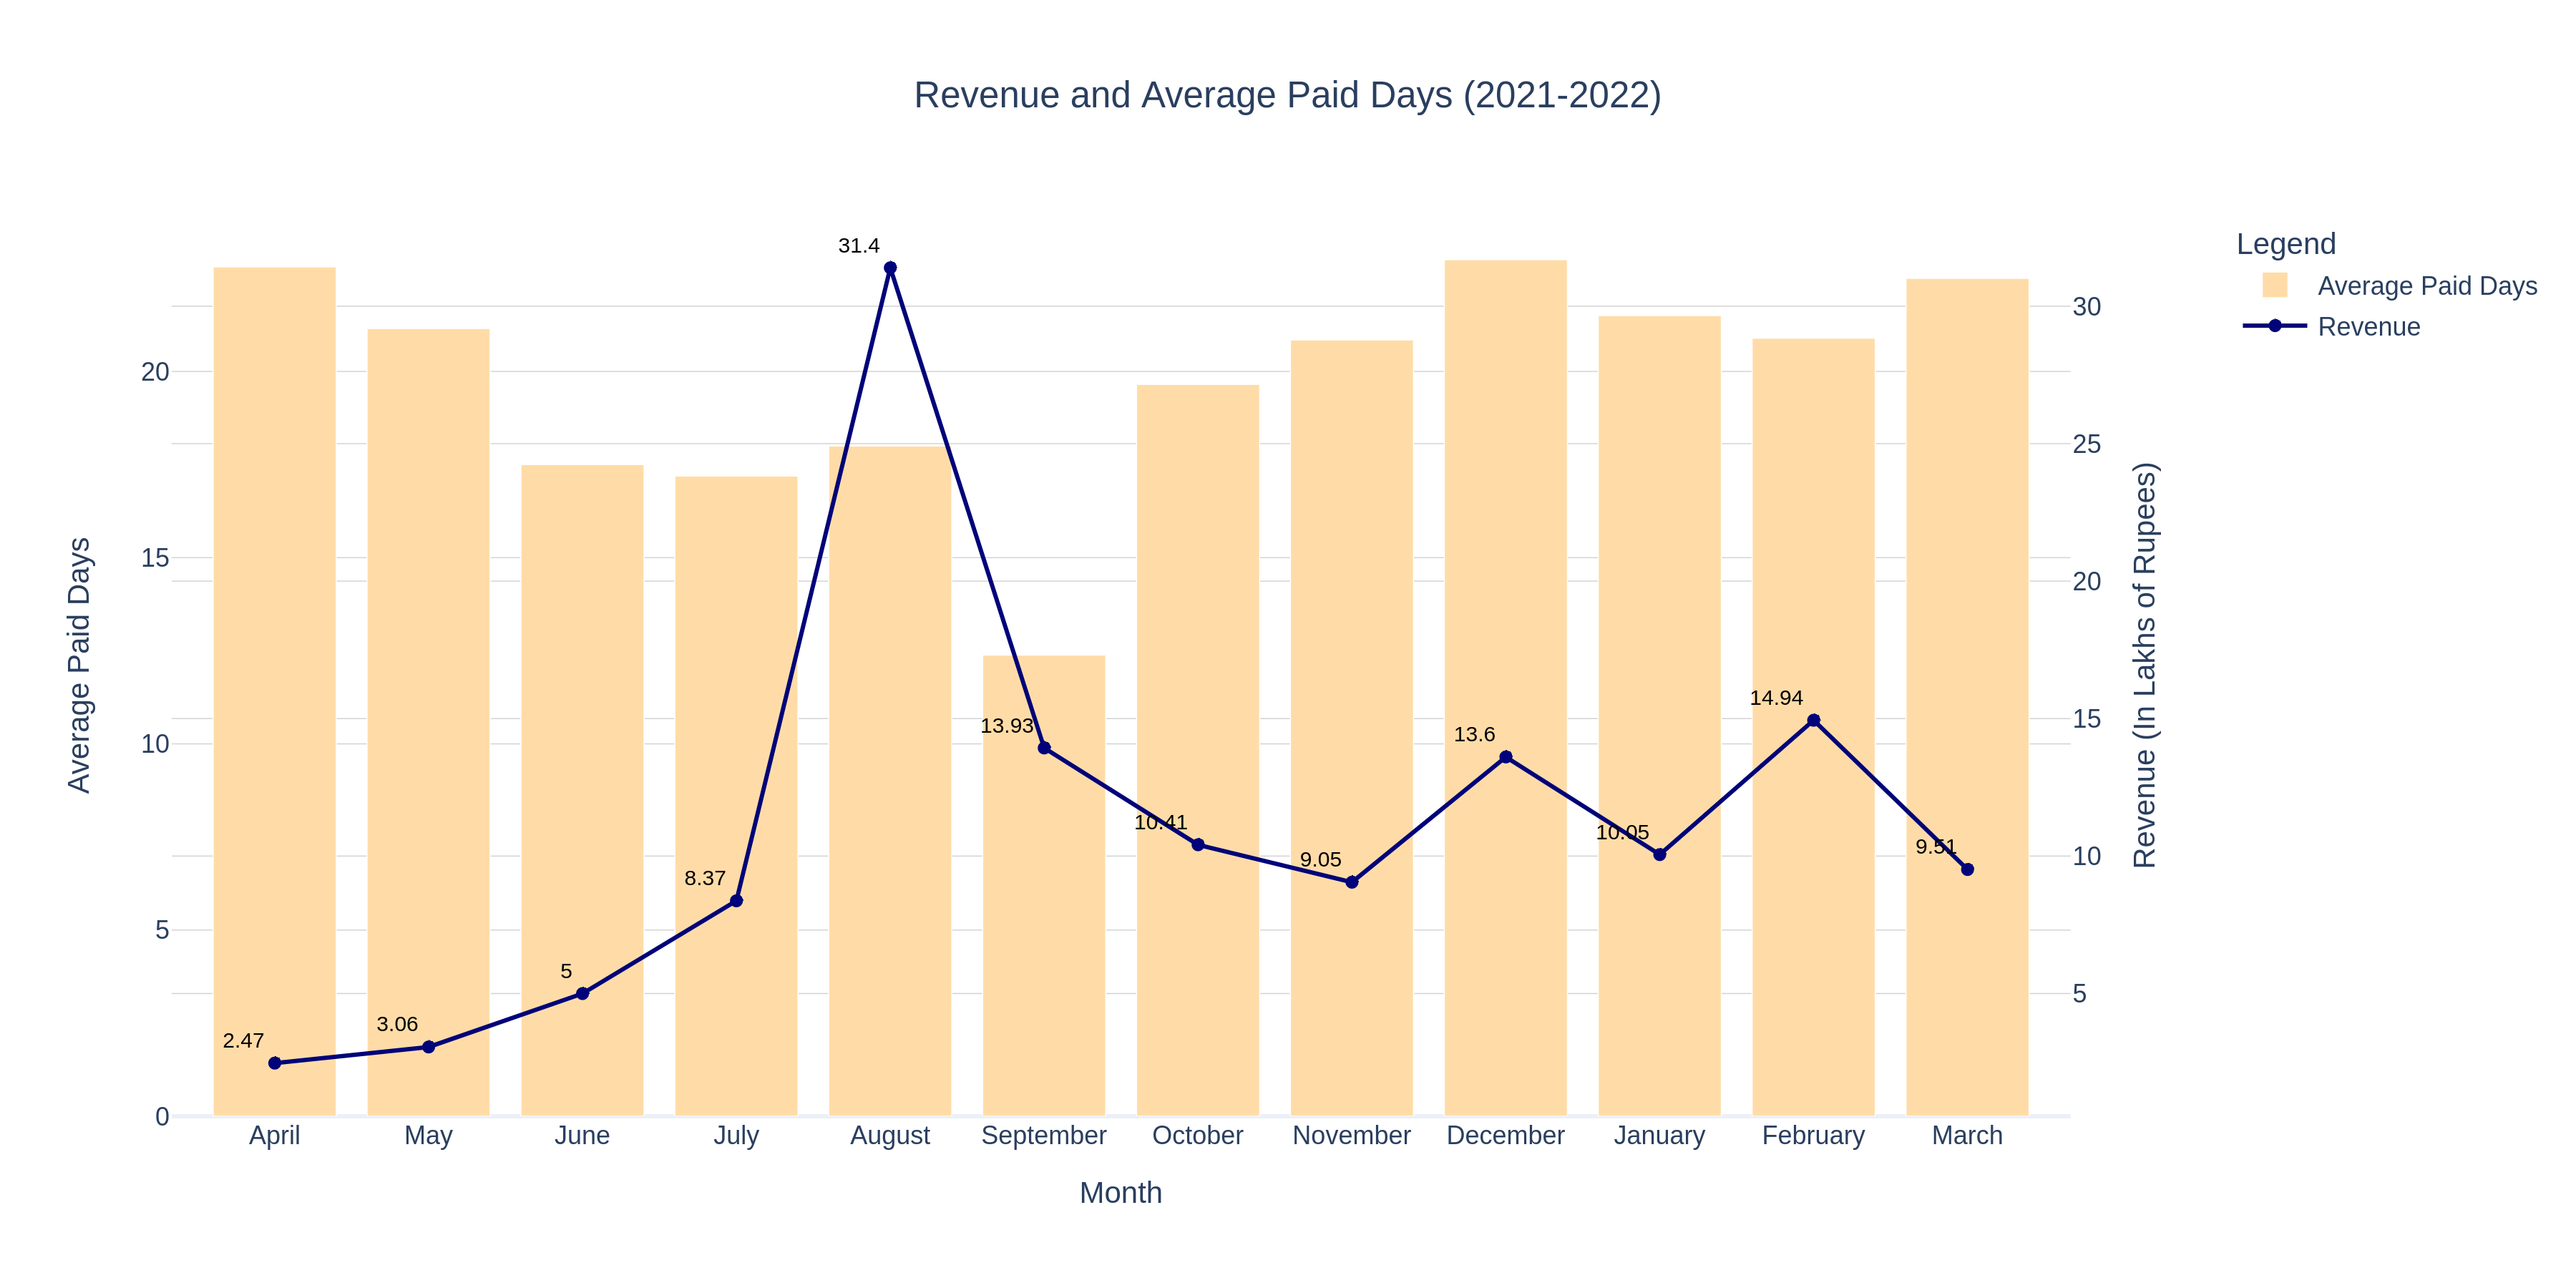 Revenue and Average Paid Days (2021-2022)
Legend
Average Paid Days
Revenue
Average Paid Days
20
15
10
5
0
30
25
20
15
10
5
Revenue (In Lakhs of Rupees)
2.47
3.06
5
8.37
31.4
13.93
10.41
9.05
13.6
10.05
14.94
9.51
April May June July August September October November December January February March
Month